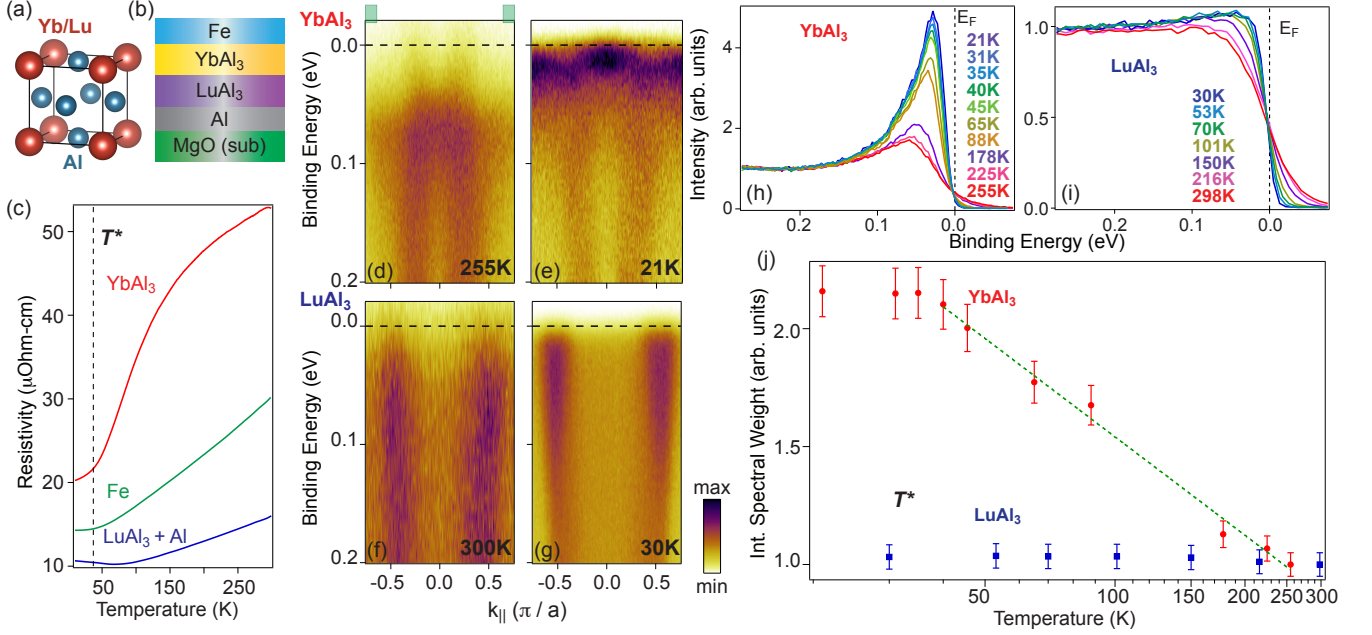 (a)
Yb/Lu
Al
(b)
Fe
YbAl3
LuAl3
Al
MgO (sub)
(c)
T*
YbAl3
Fe
LuAl3 + Al
50
40
30
20
10
Resistivity (µOhm-cm)
50
150
250
Temperature (K)
YbAl3
0.0
0.1
0.2
Binding Energy (eV)
(d)
255K
(e)
21K
LuAl3
0.0
0.1
0.2
Binding Energy (eV)
(f)
300K
(g)
30K
-0.5
0.0
0.5
-0.5
0.0
0.5
k|| (π / a)
max
min
4
2
0
Intensity (arb. units)
YbAl3
EF
21K
31K
35K
40K
45K
65K
88K
178K
225K
255K
(h)
0.2
0.1
0.0
1.0
0.5
0.0
EF
LuAl3
30K
53K
70K
101K
150K
216K
298K
(i)
0.2
0.1
0.0
Binding Energy (eV)
(j)
YbAl3
2.0
1.5
1.0
Int. Spectral Weight (arb. units)
T*
LuAl3
50
100
150
200
250
300
Temperature (K)